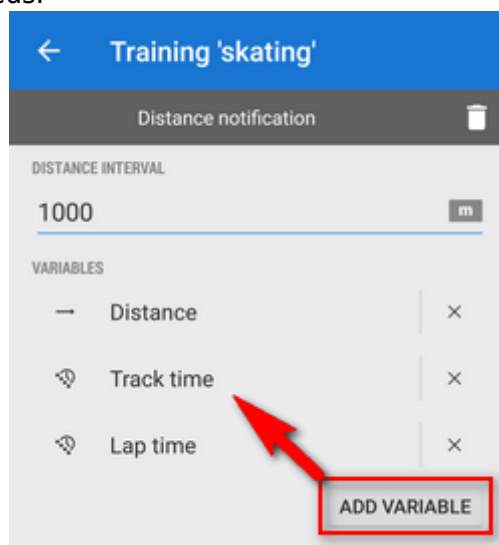 ← Training 'skating'
Distance notification
DISTANCE INTERVAL
1000 m
VARIABLES
Distance
Track time
Lap time
ADD VARIABLE